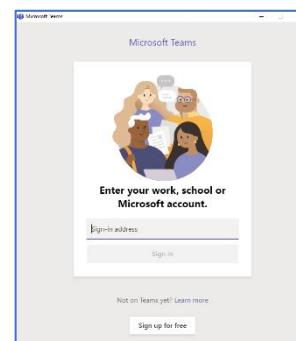 Microsoft Teams
Microsoft Teams
Enter your work, school or
Microsoft account.
Sign-in address
Sign in
Not on Teams yet? Learn more
Sign up for free